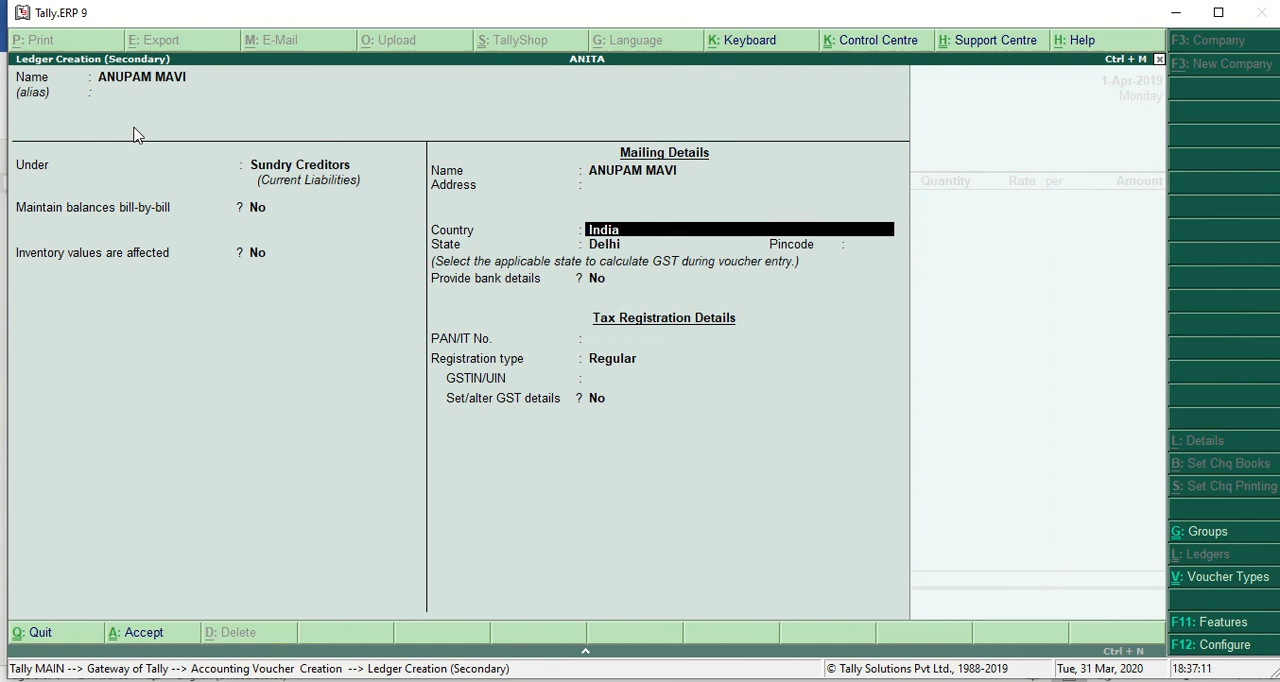 Tally.ERP 9
P: Print E: Export M: E-Mail O: Upload S: TallyShop G: Language K: Keyboard K: Control Centre H: Support Centre H: Help F3: Company
Ledger Creation (Secondary) ANITA Ctrl + M F3: New Company
Name : ANUPAM MAVI 1-Apr-2019
(alias) : Monday
Mailing Details
Under : Sundry Creditors Name : ANUPAM MAVI
(Current Liabilities) Address : Quantity Rate per Amount
Maintain balances bill-by-bill ? No
Country : India
State : Delhi Pincode :
Inventory values are affected ? No (Select the applicable state to calculate GST during voucher entry.)
Provide bank details ? No
Tax Registration Details
PAN/IT No. :
Registration type : Regular
GSTIN/UIN :
Set/alter GST details ? No
L: Details
B: Set Chq Books
S: Set Chq Printing
G: Groups
L: Ledgers
V: Voucher Types
F11: Features
Q: Quit A: Accept D: Delete F12: Configure
Ctrl + N
Tally MAIN --> Gateway of Tally --> Accounting Voucher Creation --> Ledger Creation (Secondary) © Tally Solutions Pvt Ltd., 1988-2019 Tue, 31 Mar, 2020 18:37:11